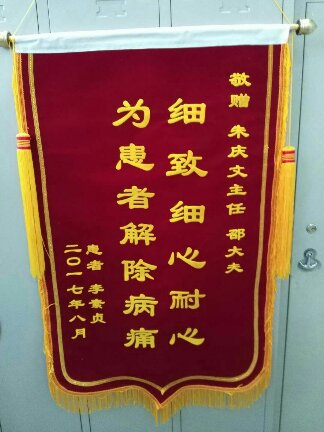 敬赠 朱庆文主任 邵大夫
细致细心耐心
为患者解除病痛
患者 李素贞
二〇一七年八月